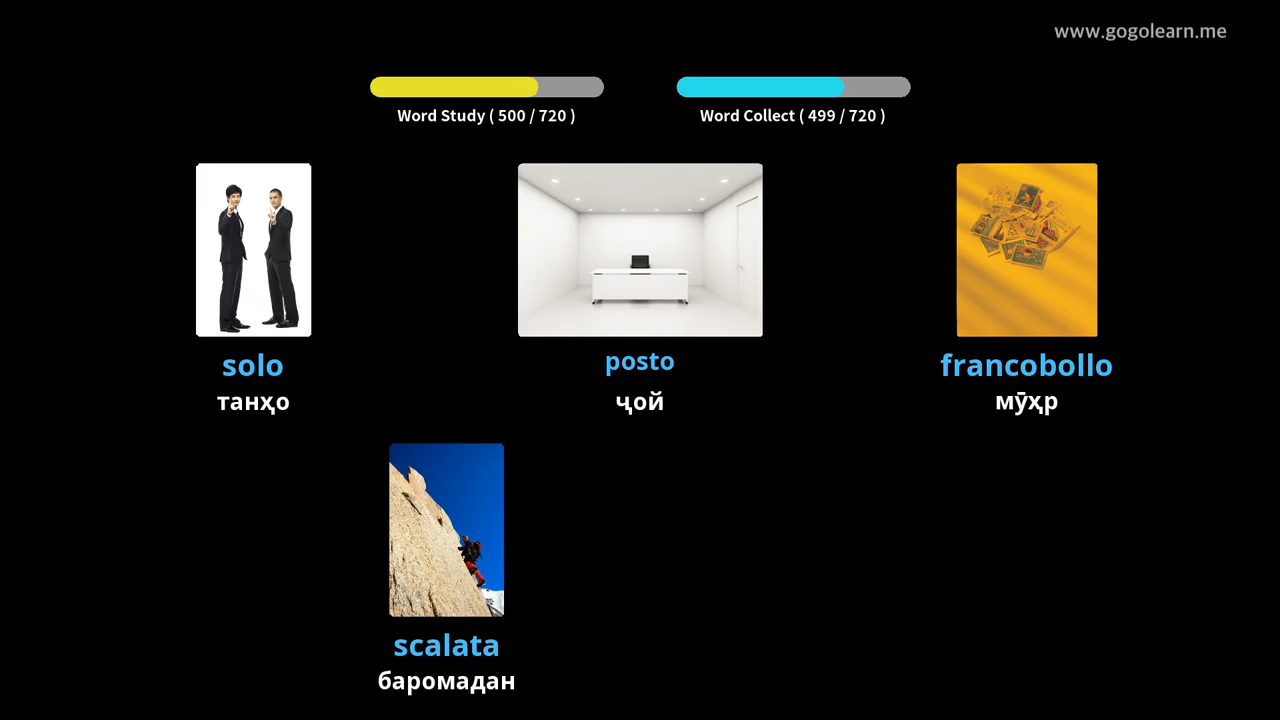 www.gogolearn.me
Word Study ( 500 / 720 )
Word Collect ( 499 / 720 )
solo
танҳо
posto
ҷой
francobollo
мӯҳр
scalata
баромадан